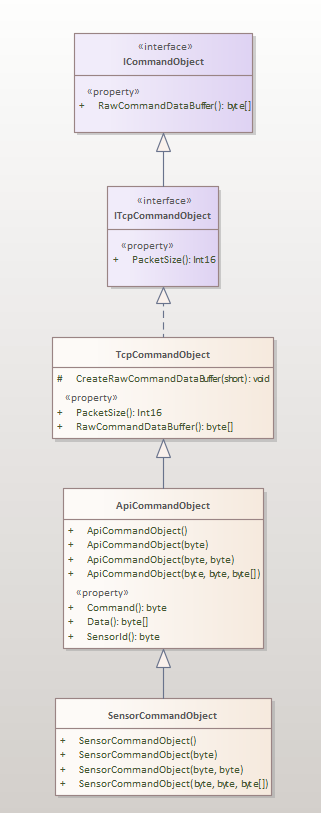 «interface»
ICommandObject
«property»
+ RawCommandDataBuffer(): byte[]
«interface»
ITcpCommandObject
«property»
+ PacketSize(): Int16
TcpCommandObject
# CreateRawCommandDataBuffer(short): void
«property»
+ PacketSize(): Int16
+ RawCommandDataBuffer(): byte[]
ApiCommandObject
+ ApiCommandObject()
+ ApiCommandObject(byte)
+ ApiCommandObject(byte, byte)
+ ApiCommandObject(byte, byte, byte[])
«property»
+ Command(): byte
+ Data(): byte[]
+ SensorId(): byte
SensorCommandObject
+ SensorCommandObject()
+ SensorCommandObject(byte)
+ SensorCommandObject(byte, byte)
+ SensorCommandObject(byte, byte, byte[])